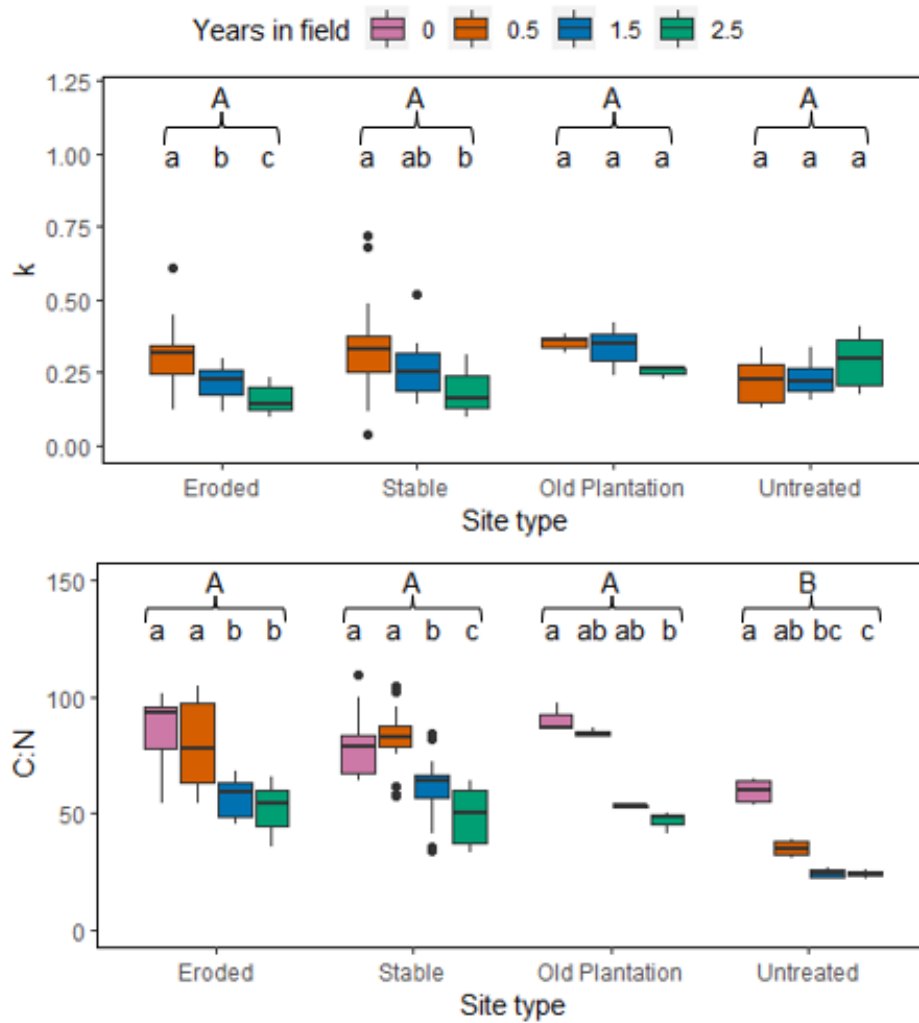 Years in field 0 0.5 1.5 2.5
1.25
A A A A
1.00
a b c a ab b a a a a a a
0.75
0.50
0.25
0.00
k
Eroded Stable Old Plantation Untreated
Site type
150
A A A B
a a b b a a b c a ab ab b a ab bc c
100
50
0
C:N
Eroded Stable Old Plantation Untreated
Site type